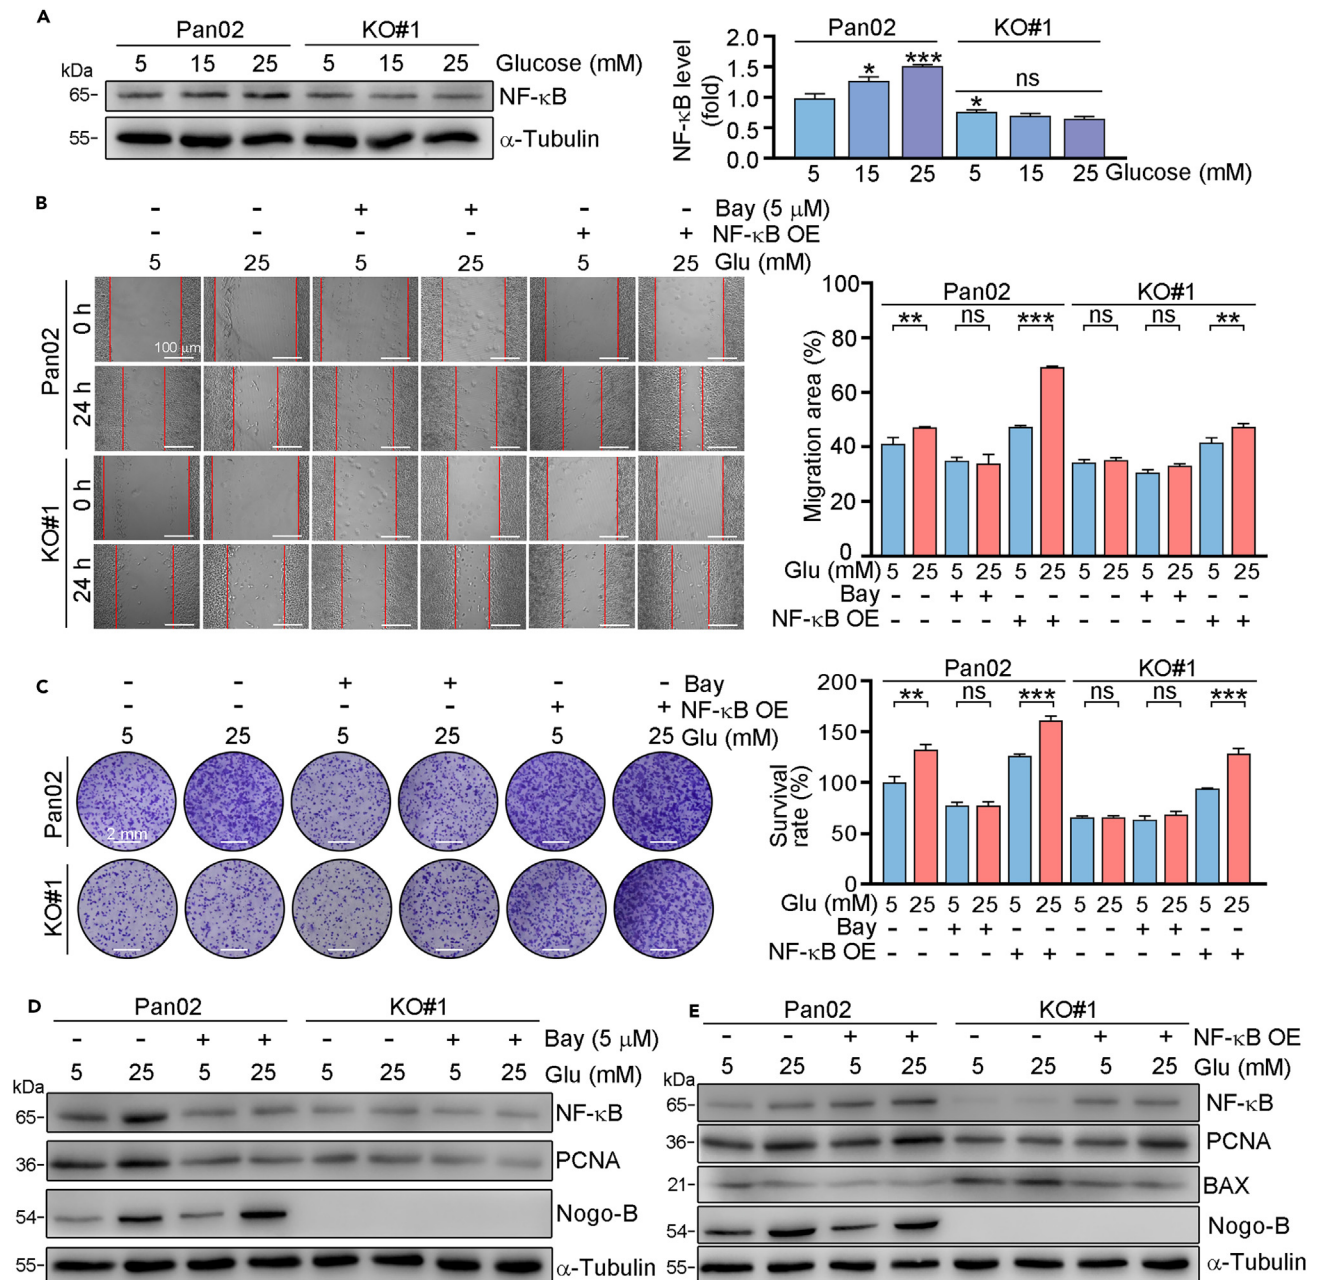 A
Pan02 KO#1
kDa 5 15 25 5 15 25 Glucose (mM)
65- NF-κB
55- α-Tubulin
Pan02 KO#1
NF-κB level (fold)
2.0
1.5
1.0
0.5
0.0
* *** * ns
5 15 25 5 15 25 Glucose (mM)
B
- - + + - - Bay (5 μM)
- - - - + + NF-κB OE
5 25 5 25 5 25 Glu (mM)
Pan02
0 h
100 μm
24 h
KO#1
0 h
24 h
Migration area (%)
100
80
60
40
20
0
Pan02 KO#1
** ns *** ns ns **
Glu (mM) 5 25 5 25 5 25 5 25 5 25 5 25
Bay - - + + - - - - + + - -
NF-κB OE - - - - + + - - - - + +
C
- - + + - - Bay
- - - - + + NF-κB OE
5 25 5 25 5 25 Glu (mM)
Pan02
2 mm
KO#1
Survival rate (%)
200
150
100
50
0
Pan02 KO#1
** ns *** ns ns ***
Glu (mM) 5 25 5 25 5 25 5 25 5 25 5 25
Bay - - + + - - - - + + - -
NF-κB OE - - - - + + - - - - + +
D
Pan02 KO#1
- - + + - - + + Bay (5 μM)
kDa 5 25 5 25 5 25 5 25 Glu (mM)
65- NF-κB
36- PCNA
54- Nogo-B
55- α-Tubulin
E
Pan02 KO#1
- - + + - - + + NF-κB OE
kDa 5 25 5 25 5 25 5 25 Glu (mM)
65- NF-κB
36- PCNA
21- BAX
54- Nogo-B
55- α-Tubulin